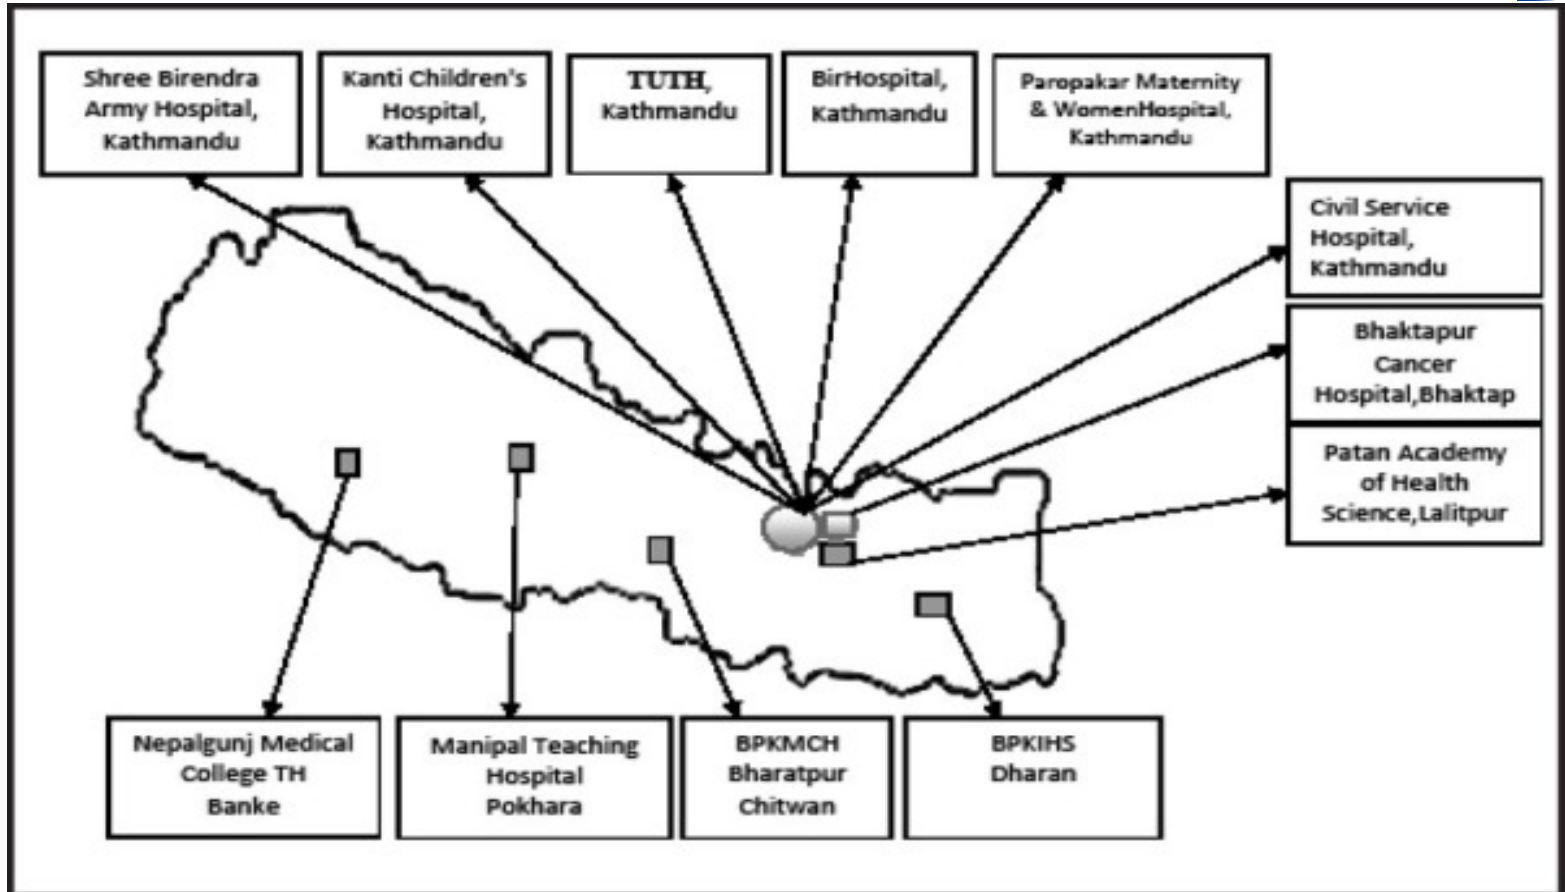 Shree Birendra
Army Hospital,
Kathmandu
Kanti Children's
Hospital,
Kathmandu
TUTH,
Kathmandu
BirHospital,
Kathmandu
Paropakar Maternity
& WomenHospital,
Kathmandu
Civil Service
Hospital,
Kathmandu
Bhaktapur
Cancer
Hospital,Bhaktap
Patan Academy
of Health
Science,Lalitpur
Nepalgunj Medical
College TH
Banke
Manipal Teaching
Hospital
Pokhara
BPKMCH
Bharatpur
Chitwan
BPKIHS
Dharan